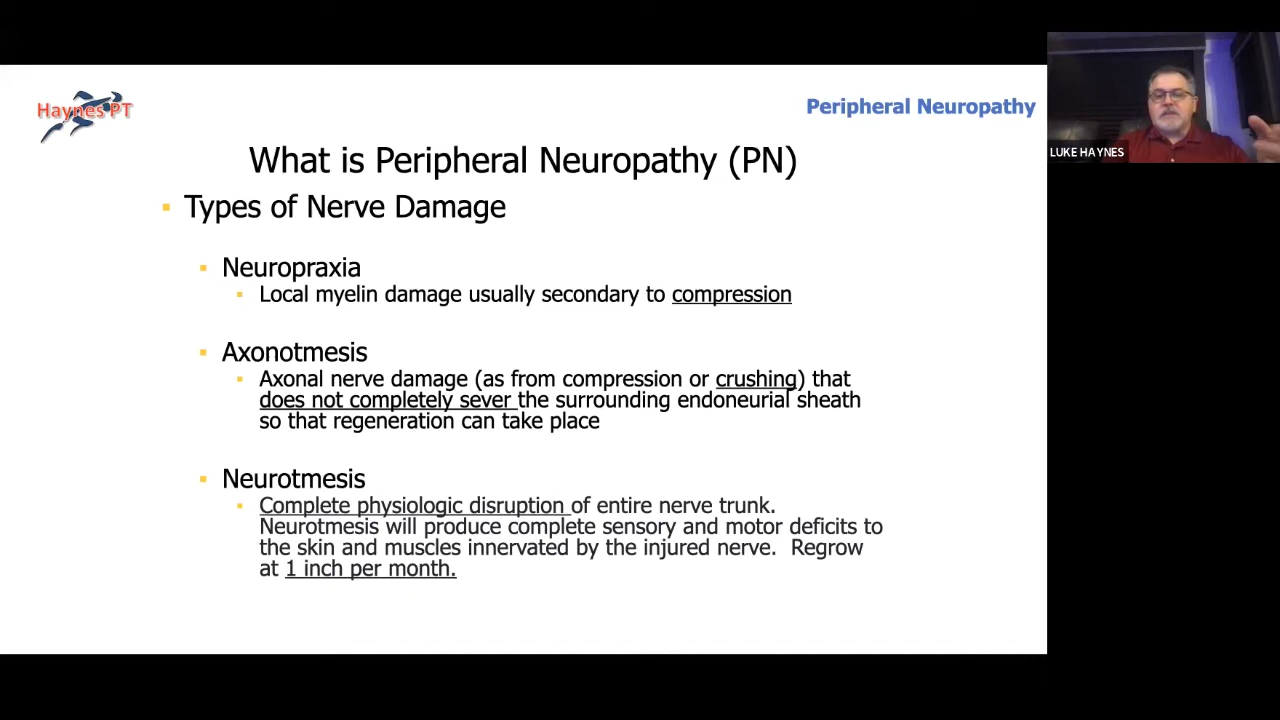 Haynes PT
Peripheral Neuropathy
LUKE HAYNES
What is Peripheral Neuropathy (PN)
Types of Nerve Damage
Neuropraxia
Local myelin damage usually secondary to compression
Axonotmesis
Axonal nerve damage (as from compression or crushing) that
does not completely sever the surrounding endoneurial sheath
so that regeneration can take place
Neurotmesis
Complete physiologic disruption of entire nerve trunk.
Neurotmesis will produce complete sensory and motor deficits to
the skin and muscles innervated by the injured nerve. Regrow
at 1 inch per month.